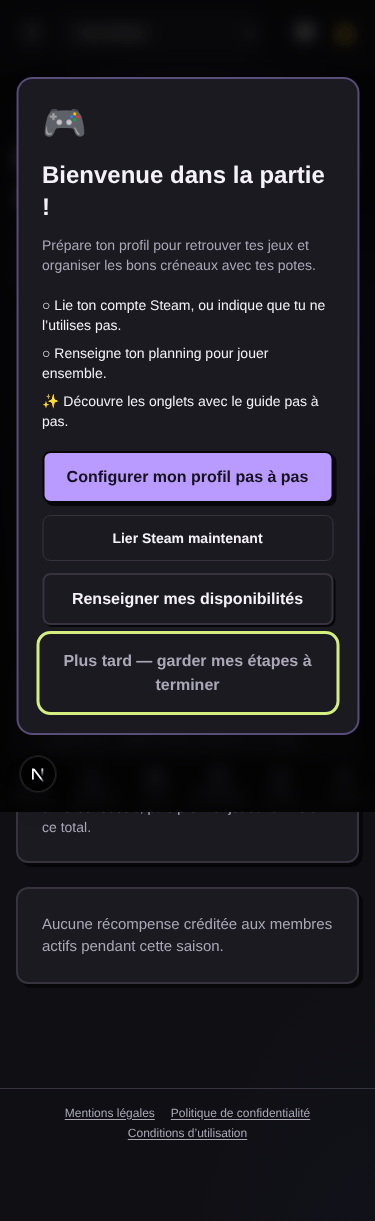 Bienvenue dans la partie
!
Prépare ton profil pour retrouver tes jeux et
organiser les bons créneaux avec tes potes.
○ Lie ton compte Steam, ou indique que tu ne
l’utilises pas.
○ Renseigne ton planning pour jouer
ensemble.
✨ Découvre les onglets avec le guide pas à
pas.
Configurer mon profil pas à pas
Lier Steam maintenant
Renseigner mes disponibilités
Plus tard — garder mes étapes à
terminer
N
ce total.
Aucune récompense créditée aux membres
actifs pendant cette saison.
Mentions légales Politique de confidentialité
Conditions d’utilisation